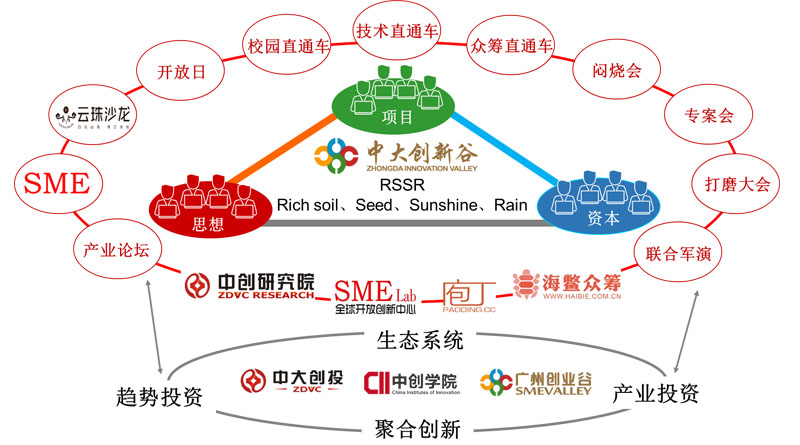 技术直通车
校园直通车
众筹直通车
开放日
闷烧会
云珠沙龙
专案会
项目
中大创新谷
ZHONGDA INNOVATION VALLEY
SME
RSSR
打磨大会
思想
Rich soil、Seed、Sunshine、Rain
资本
产业论坛
联合军演
中创研究院
ZDVC RESEARCH
SME Lab
全球开放创新中心
庖丁
PADDING.CC
海鳖众筹
WWW.HAIBIE.COM.CN
生态系统
趋势投资
中大创投
ZDVC
中创学院
China Institutes of Innovation
广州创业谷
SMEVALLEY
产业投资
聚合创新